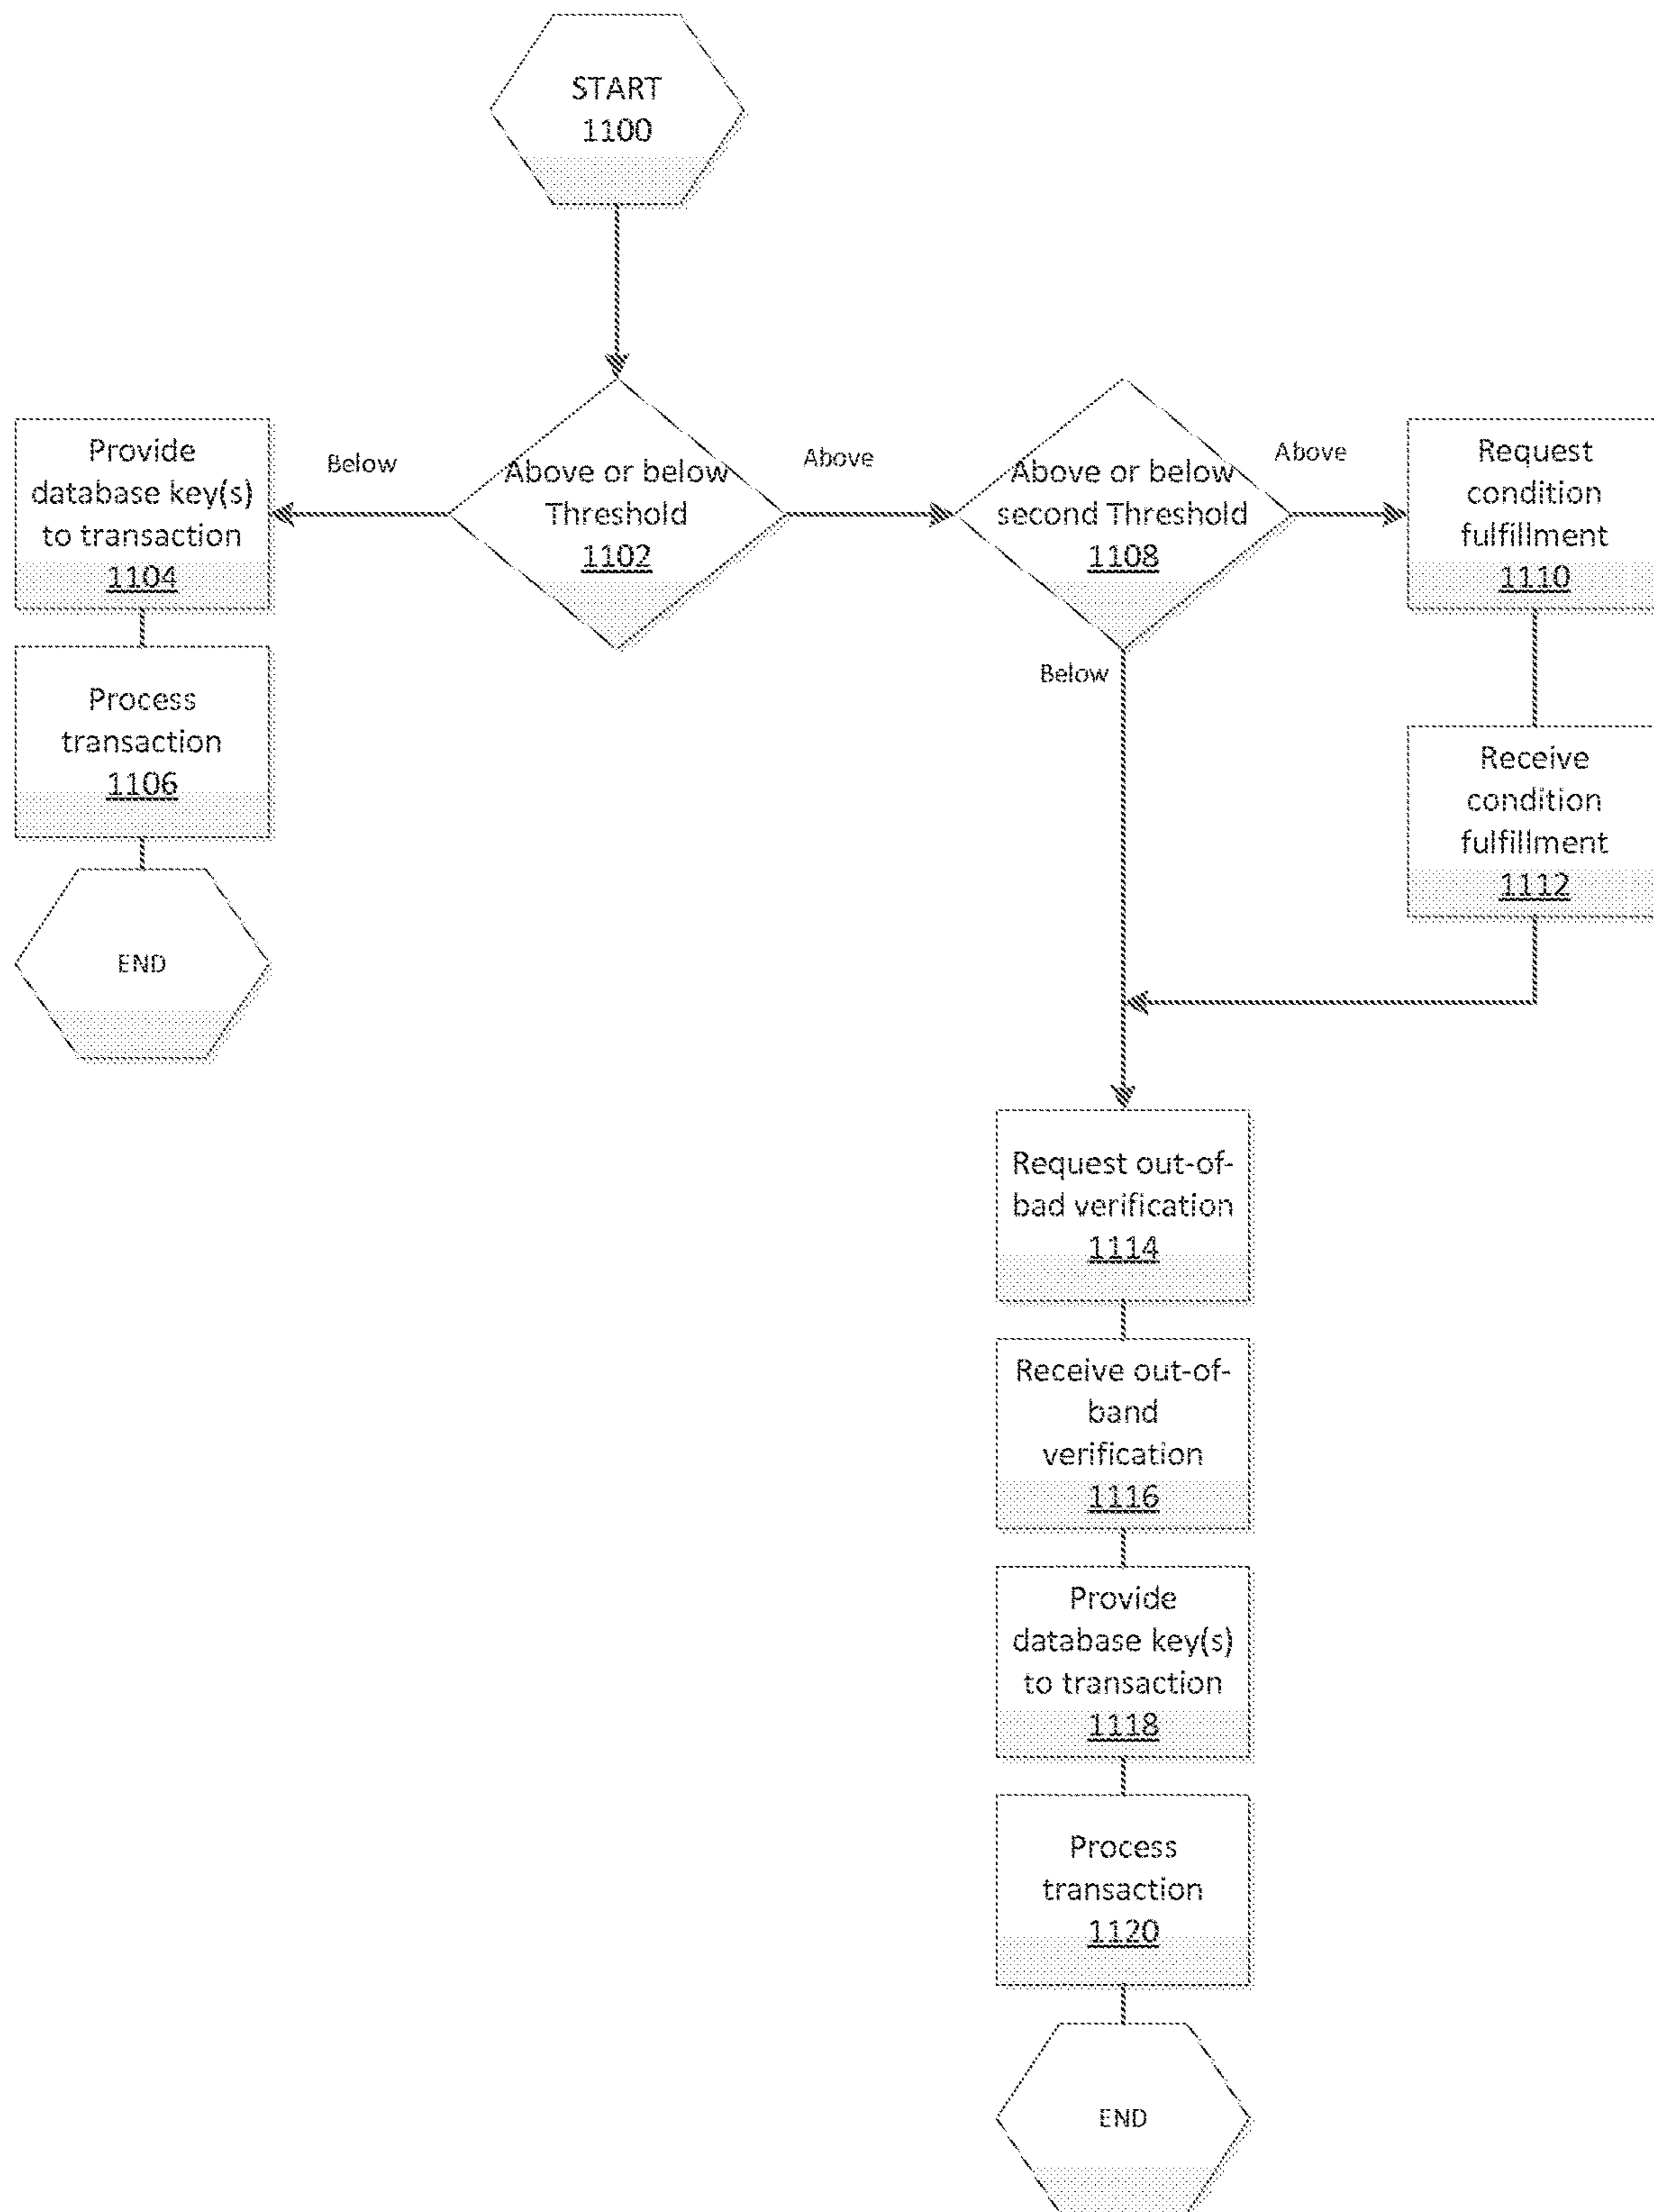 START
1100
Provide
database key(s)
to transaction
1104
Below
Above or below
Threshold
1102
Above
Above or below
second Threshold
1108
Above
Request
condition
fulfillment
1110
Process
transaction
1106
Below
Receive
condition
fulfillment
1112
END
Request out-of-
bad verification
1114
Receive out-of-
band
verification
1116
Provide
database key(s)
to transaction
1118
Process
transaction
1120
END